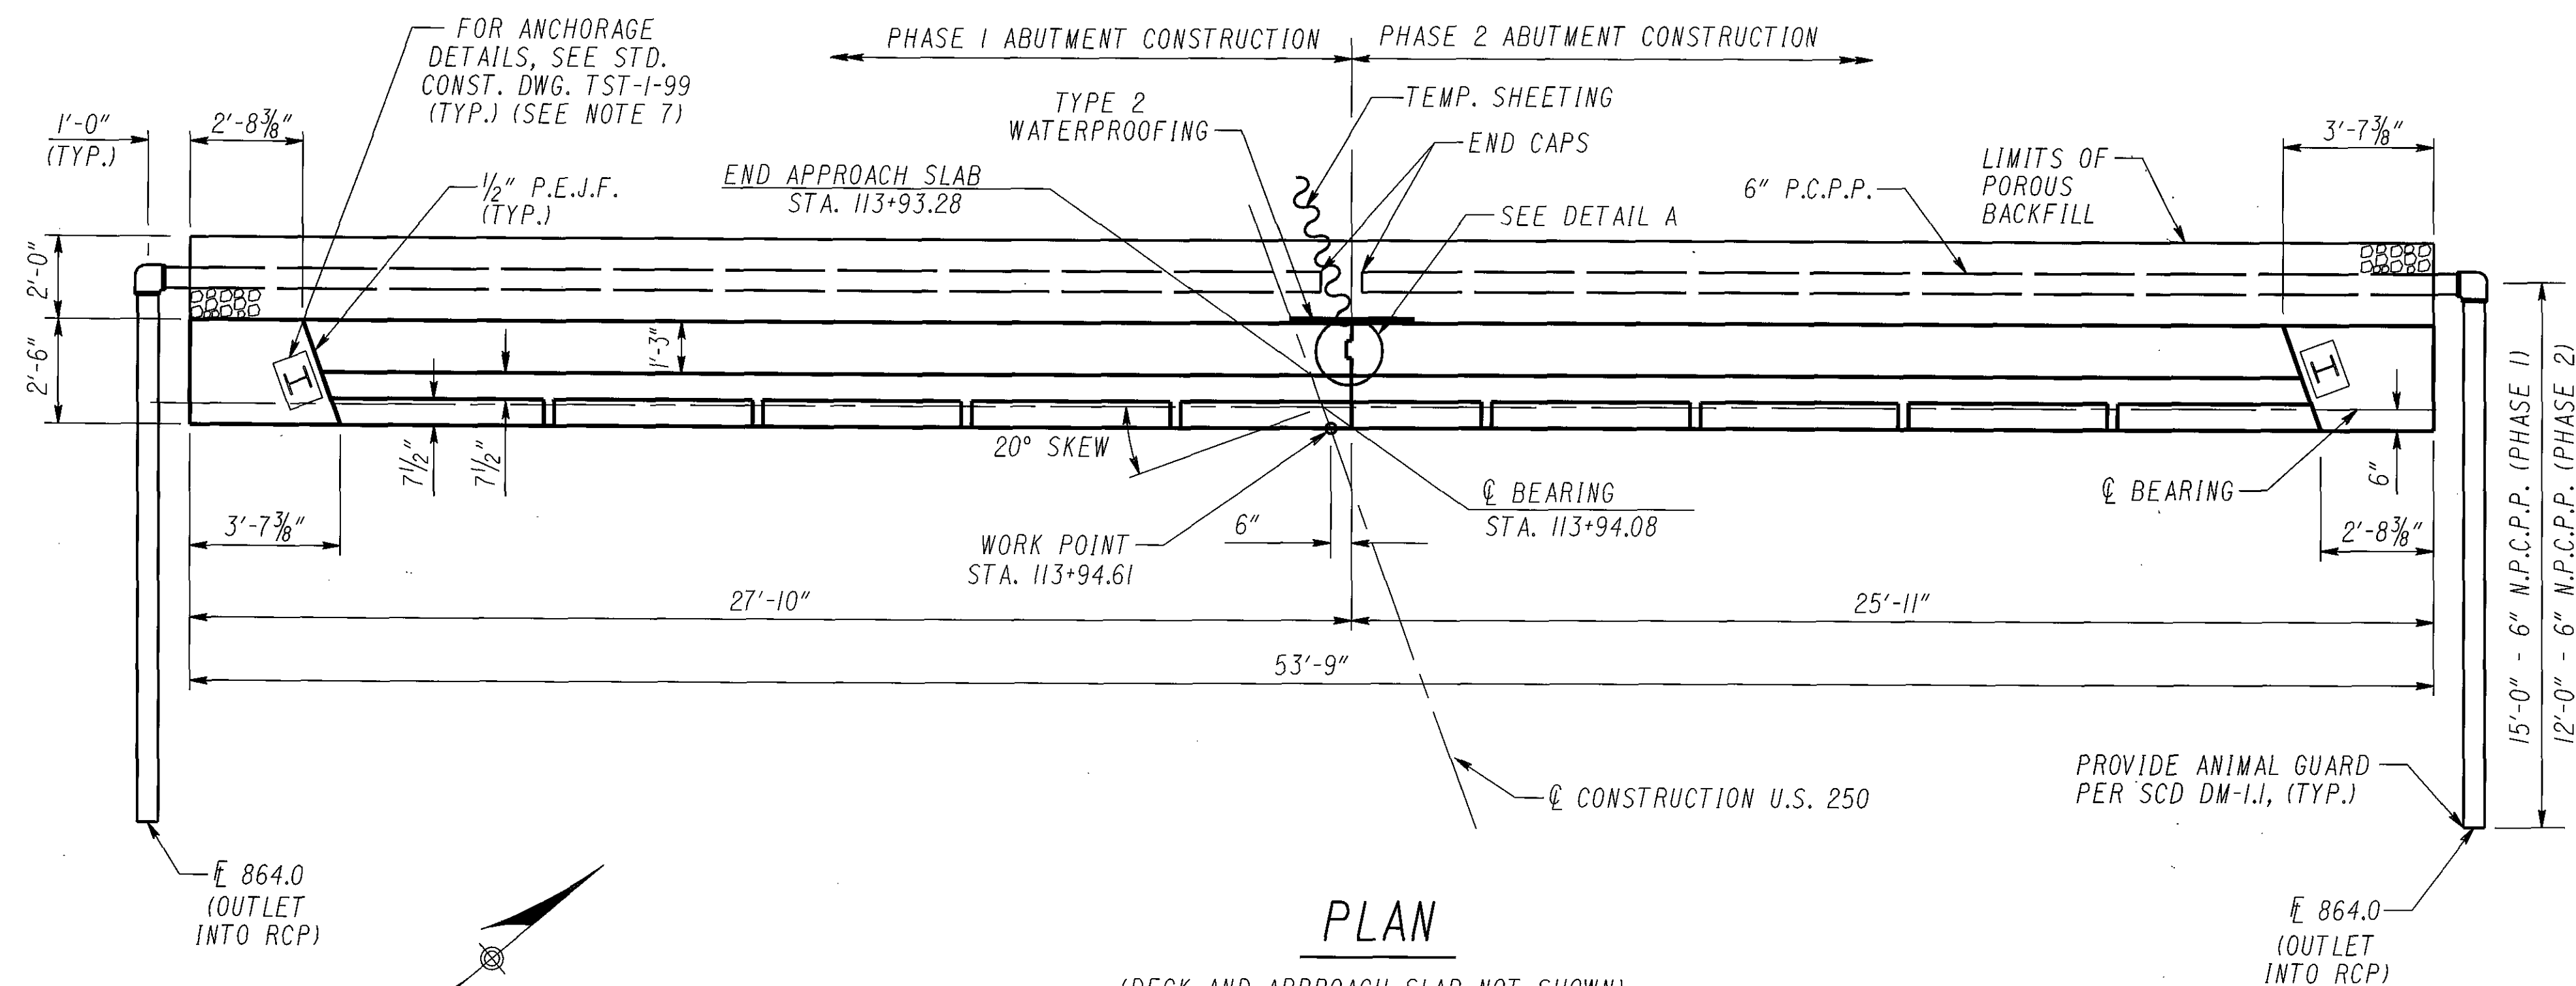 FOR ANCHORAGE
DETAILS, SEE STD.
CONST. DWG. TST-1-99
(TYP.) (SEE NOTE 7)
PHASE 1 ABUTMENT CONSTRUCTION
PHASE 2 ABUTMENT CONSTRUCTION
1'-0"
(TYP.)
2'-8⅜"
TYPE 2
WATERPROOFING
TEMP. SHEETING
END CAPS
3'-7⅜"
LIMITS OF
POROUS
BACKFILL
½" P.E.J.F.
(TYP.)
END APPROACH SLAB
STA. 113+93.28
6" P.C.P.P.
SEE DETAIL A
2'-0"
2'-6"
1'-3"
7½"
7½"
20° SKEW
℄ BEARING
STA. 113+94.08
℄ BEARING
6"
3'-7⅜"
WORK POINT
STA. 113+94.61
6"
2'-8⅜"
27'-10"
25'-11"
53'-9"
15'-0" - 6" N.P.C.P.P. (PHASE 1)
12'-0" - 6" N.P.C.P.P. (PHASE 2)
℄ CONSTRUCTION U.S. 250
PROVIDE ANIMAL GUARD
PER SCD DM-1.1, (TYP.)
864.0
(OUTLET
INTO RCP)
864.0
(OUTLET
INTO RCP)
PLAN
(DECK AND APPROACH SLAB NOT SHOWN)